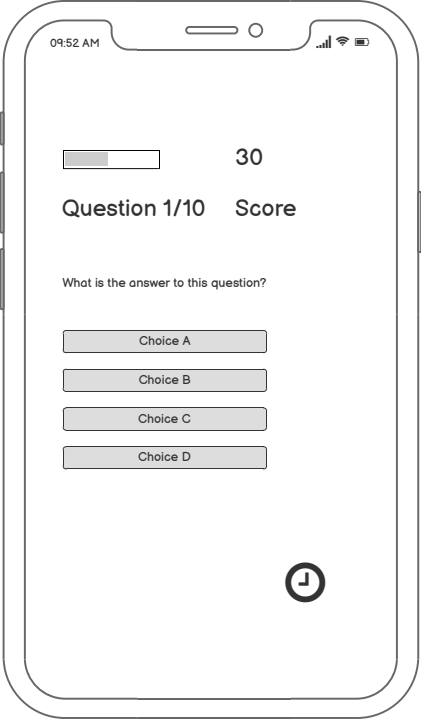 09:52 AM
30
Question 1/10 Score
What is the answer to this question?
Choice A
Choice B
Choice C
Choice D